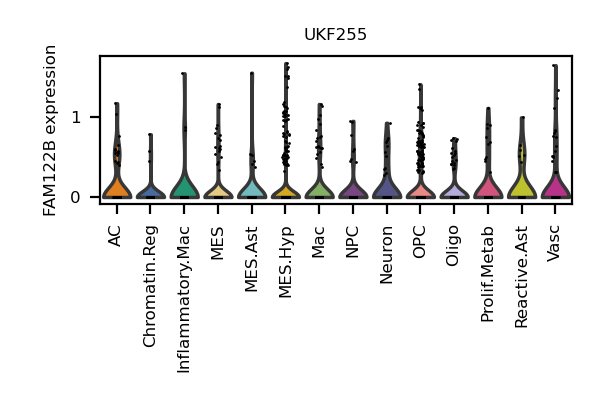 UKF255
FAM122B expression
1
0
AC
Chromatin.Reg
Inflammatory.Mac
MES
MES.Ast
MES.Hyp
Mac
NPC
Neuron
OPC
Oligo
Prolif.Metab
Reactive.Ast
Vasc